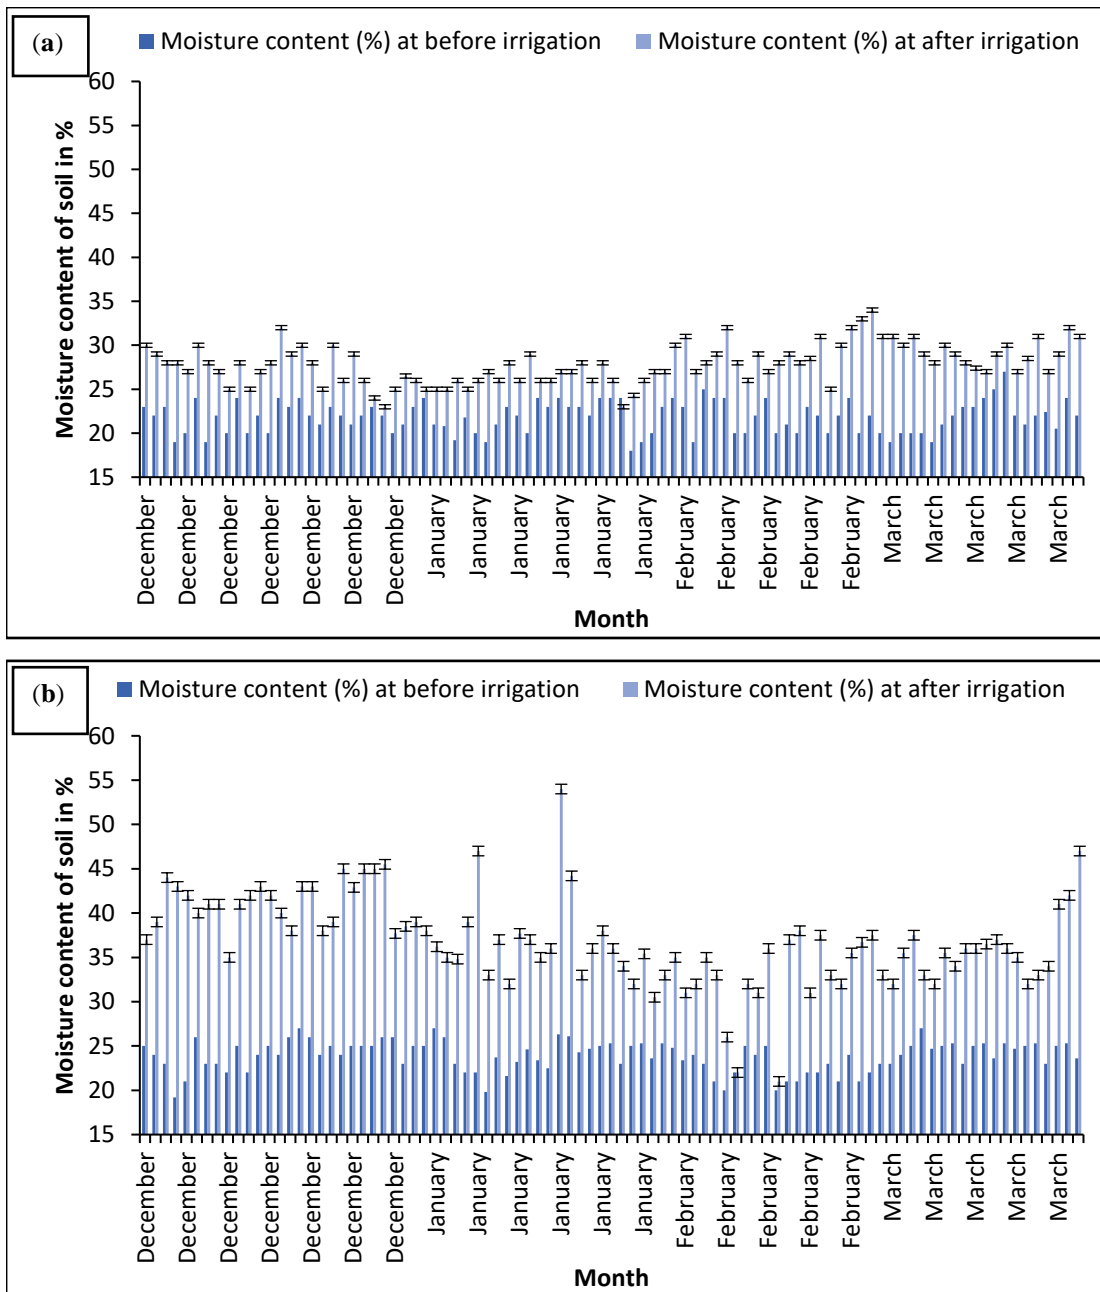 (a)
Moisture content (%) at before irrigation Moisture content (%) at after irrigation
Moisture content of soil in %
60
55
50
45
40
35
30
25
20
15
December December December December December December December January January January January January January February February February February February March March March March March
Month
(b)
Moisture content (%) at before irrigation Moisture content (%) at after irrigation
Moisture content of soil in %
60
55
50
45
40
35
30
25
20
15
December December December December December December December January January January January January January February February February February February March March March March March
Month